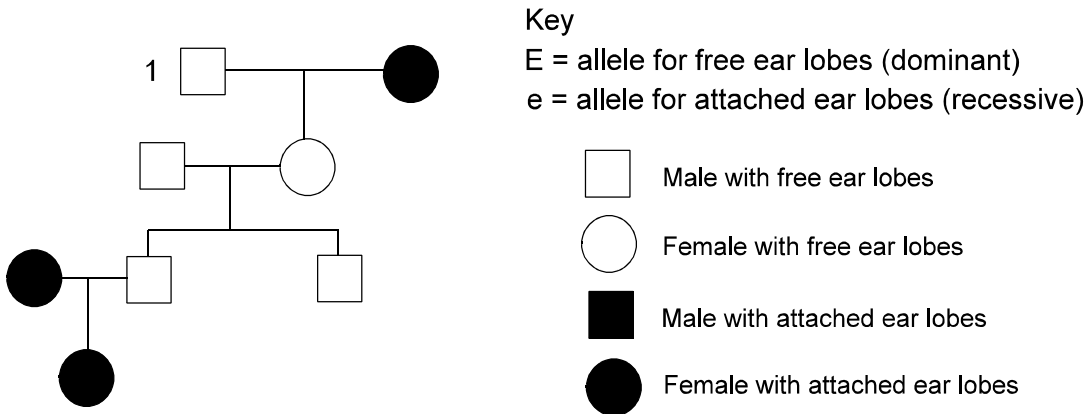 Key
E = allele for free ear lobes (dominant)
e = allele for attached ear lobes (recessive)
1
Male with free ear lobes
Female with free ear lobes
Male with attached ear lobes
Female with attached ear lobes